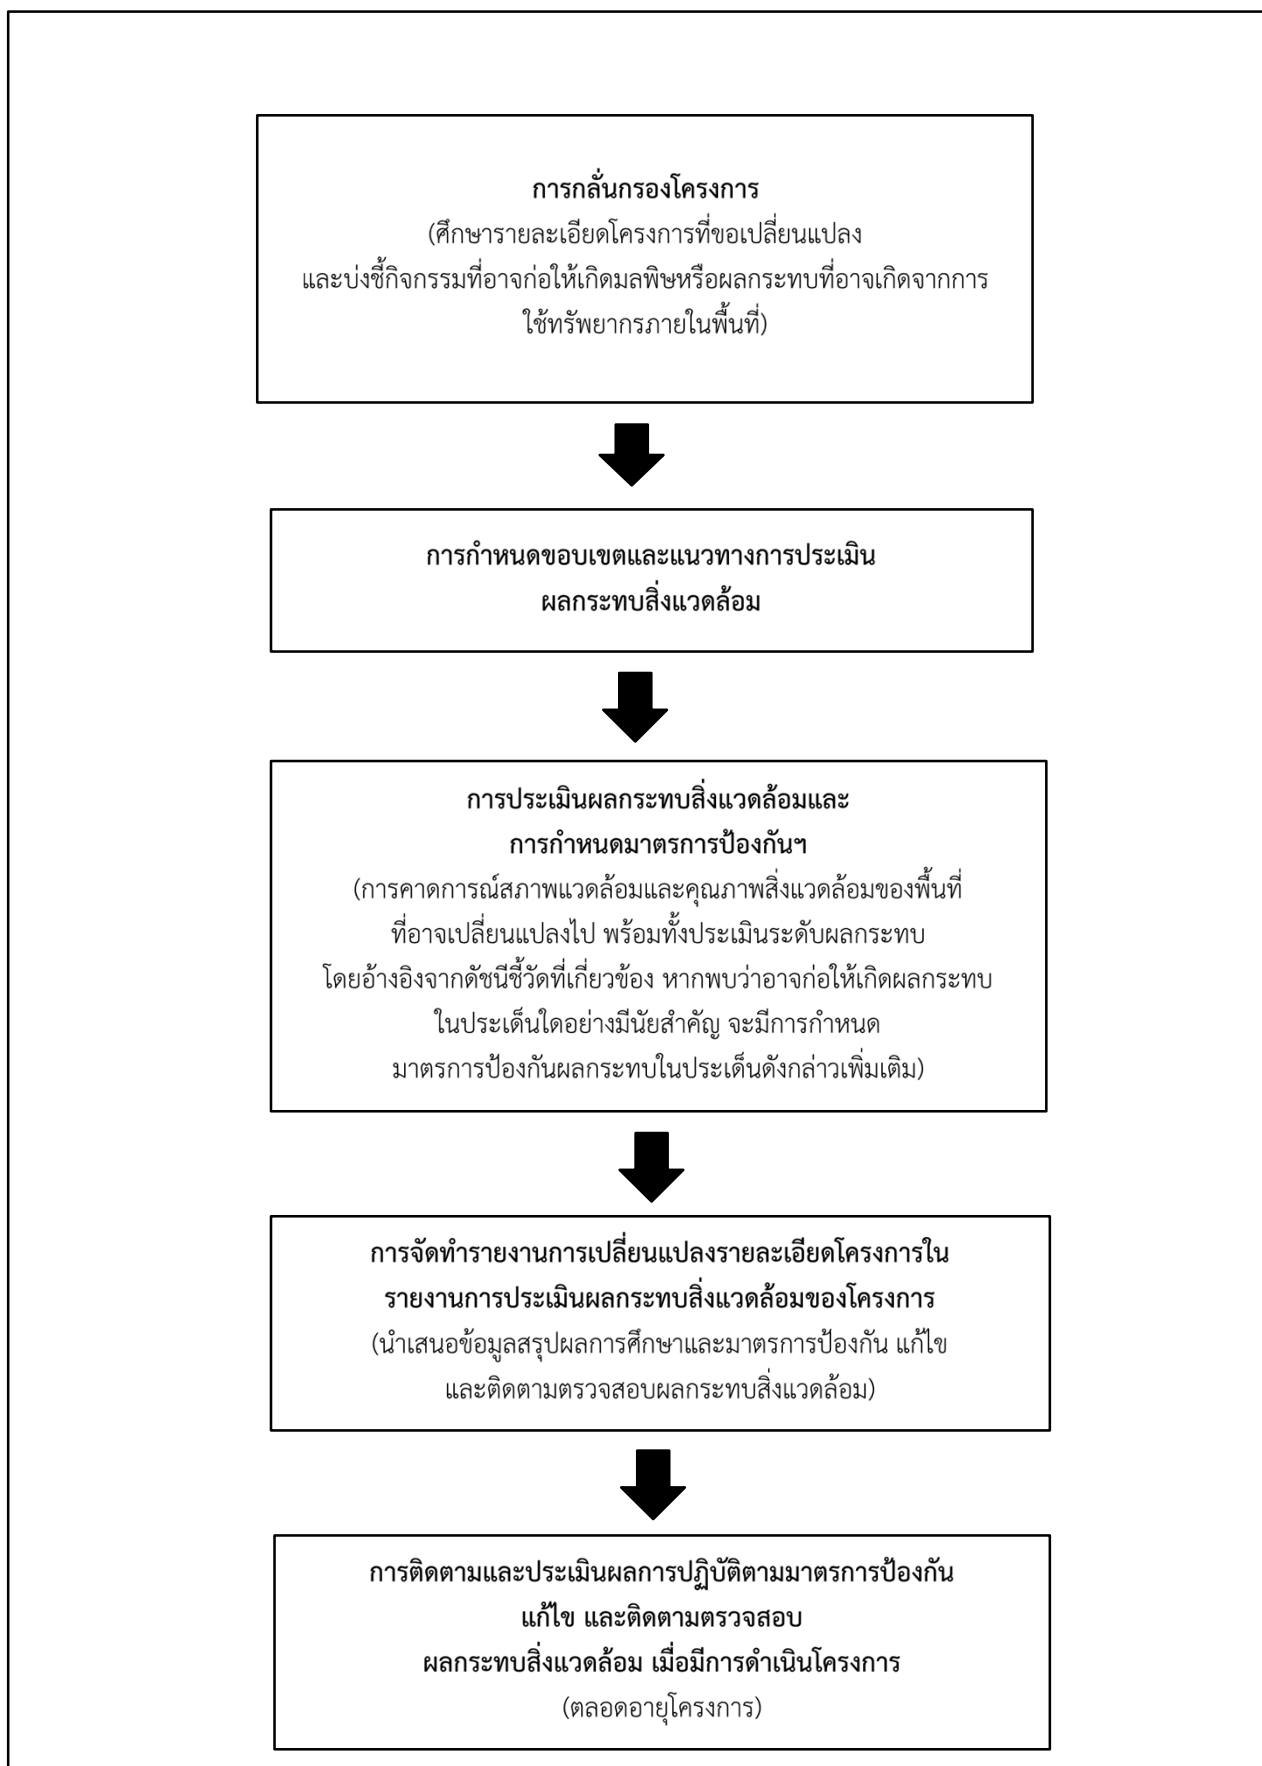 การกลั่นกรองโครงการ
(ศึกษารายละเอียดโครงการที่ขอเปลี่ยนแปลง
และบ่งชี้กิจกรรมที่อาจก่อให้เกิดมลพิษหรือผลกระทบที่อาจเกิดจากการ
ใช้ทรัพยากรภายในพื้นที่)
การกำหนดขอบเขตและแนวทางการประเมิน
ผลกระทบสิ่งแวดล้อม
การประเมินผลกระทบสิ่งแวดล้อมและ
การกำหนดมาตรการป้องกันฯ
(การคาดการณ์สภาพแวดล้อมและคุณภาพสิ่งแวดล้อมของพื้นที่
ที่อาจเปลี่ยนแปลงไป พร้อมทั้งประเมินระดับผลกระทบ
โดยอ้างอิงจากดัชนีชี้วัดที่เกี่ยวข้อง หากพบว่าอาจก่อให้เกิดผลกระทบ
ในประเด็นใดอย่างมีนัยสำคัญ จะมีการกำหนด
มาตรการป้องกันผลกระทบในประเด็นดังกล่าวเพิ่มเติม)
การจัดทำรายงานการเปลี่ยนแปลงรายละเอียดโครงการใน
รายงานการประเมินผลกระทบสิ่งแวดล้อมของโครงการ
(นำเสนอข้อมูลสรุปผลการศึกษาและมาตรการป้องกัน แก้ไข
และติดตามตรวจสอบผลกระทบสิ่งแวดล้อม)
การติดตามและประเมินผลการปฏิบัติตามมาตรการป้องกัน
แก้ไข และติดตามตรวจสอบ
ผลกระทบสิ่งแวดล้อม เมื่อมีการดำเนินโครงการ
(ตลอดอายุโครงการ)